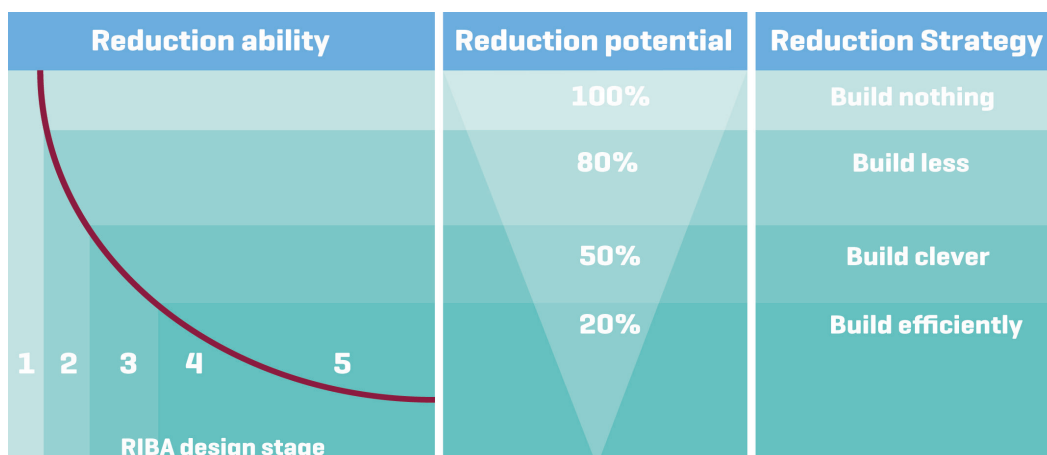 Reduction ability
Reduction potential
Reduction Strategy
100%
Build nothing
80%
Build less
50%
Build clever
20%
Build efficiently
1 2 3 4 5
RIBA design stage